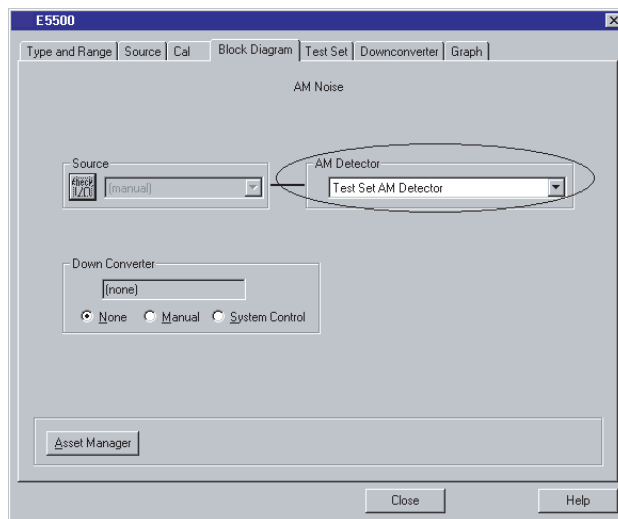 E5500
Type and Range Source Cal Block Diagram Test Set Downconverter Graph
AM Noise
Source
(manual)
AM Detector
Test Set AM Detector
Down Converter
(none)
None Manual System Control
Asset Manager
Close Help